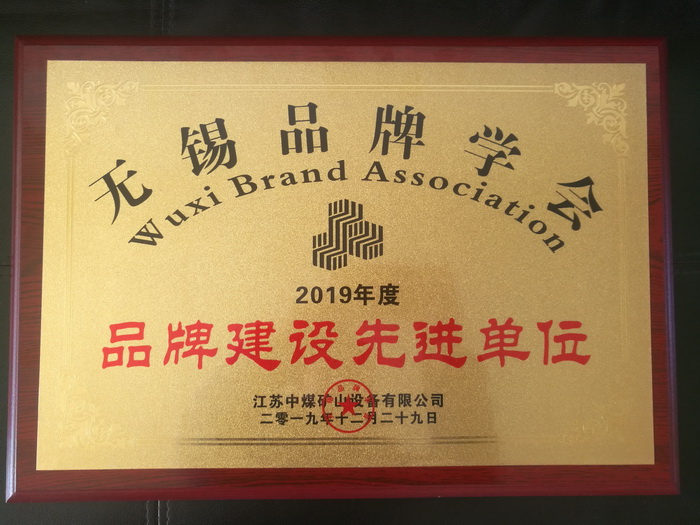 无锡品牌学会
Wuxi Brand Association
2019年度
品牌建设先进单位
江苏中煤矿山设备有限公司
二零一九年十二月二十九日